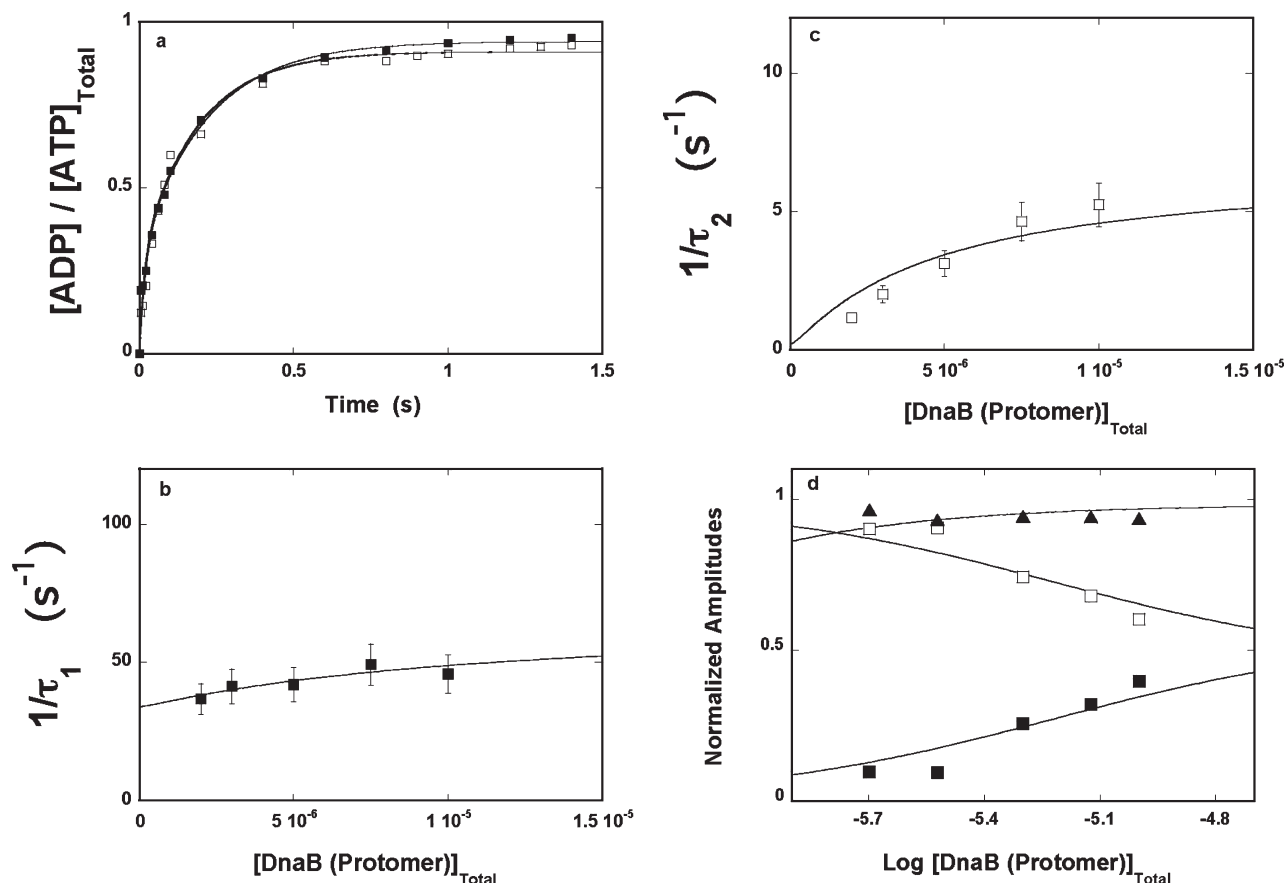 a
[ADP] / [ATP]Total
1
0.5
0
0
0.5
1
1.5
Time (s)
b
1/τ1 (s-1)
100
50
0
0
5 10-6
1 10-5
1.5 10-5
[DnaB (Protomer)]Total
c
1/τ2 (s-1)
10
5
0
0
5 10-6
1 10-5
1.5 10-5
[DnaB (Protomer)]Total
d
Normalized Amplitudes
1
0.5
0
-5.7
-5.4
-5.1
-4.8
Log [DnaB (Protomer)]Total